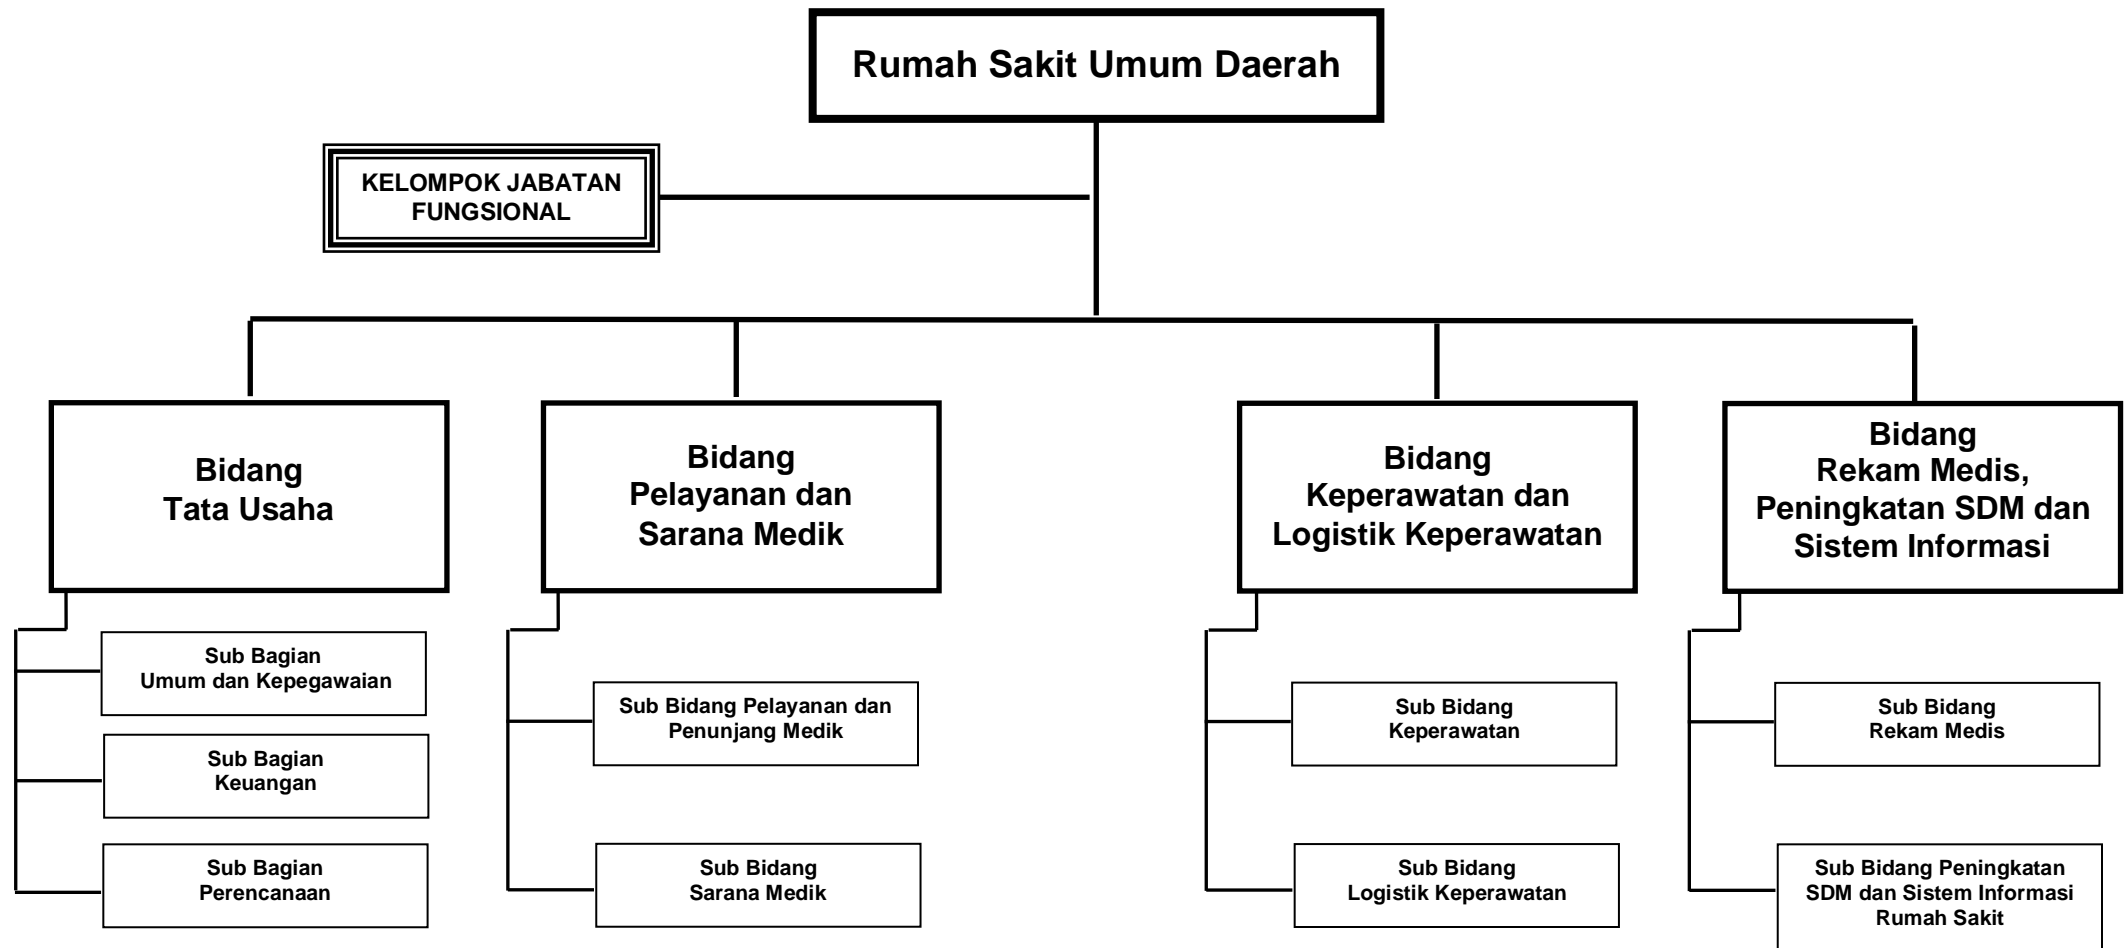 Rumah Sakit Umum Daerah
KELOMPOK JABATAN
FUNGSIONAL
Bidang
Tata Usaha
Bidang
Pelayanan dan
Sarana Medik
Bidang
Keperawatan dan
Logistik Keperawatan
Bidang
Rekam Medis,
Peningkatan SDM dan
Sistem Informasi
Sub Bagian
Umum dan Kepegawaian
Sub Bagian
Keuangan
Sub Bagian
Perencanaan
Sub Bidang Pelayanan dan
Penunjang Medik
Sub Bidang
Sarana Medik
Sub Bidang
Keperawatan
Sub Bidang
Logistik Keperawatan
Sub Bidang
Rekam Medis
Sub Bidang Peningkatan
SDM dan Sistem Informasi
Rumah Sakit